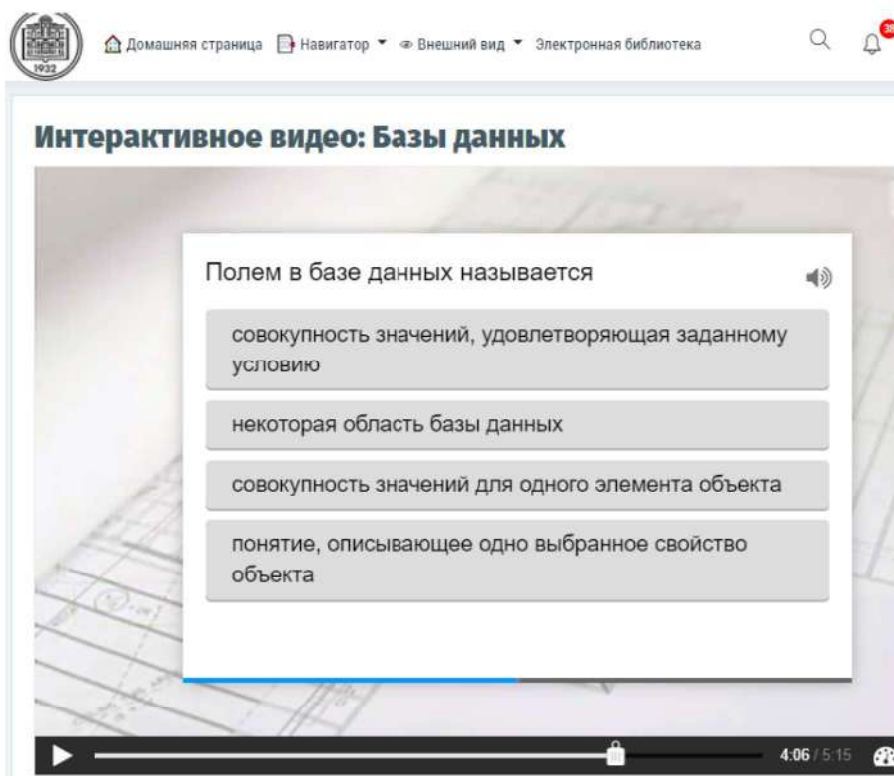 Домашняя страница Навигатор Внешний вид Электронная библиотека
38
1932
Интерактивное видео: Базы данных
Полем в базе данных называется
совокупность значений, удовлетворяющая заданному
условию
некоторая область базы данных
совокупность значений для одного элемента объекта
понятие, описывающее одно выбранное свойство
объекта
4:06 / 5:15